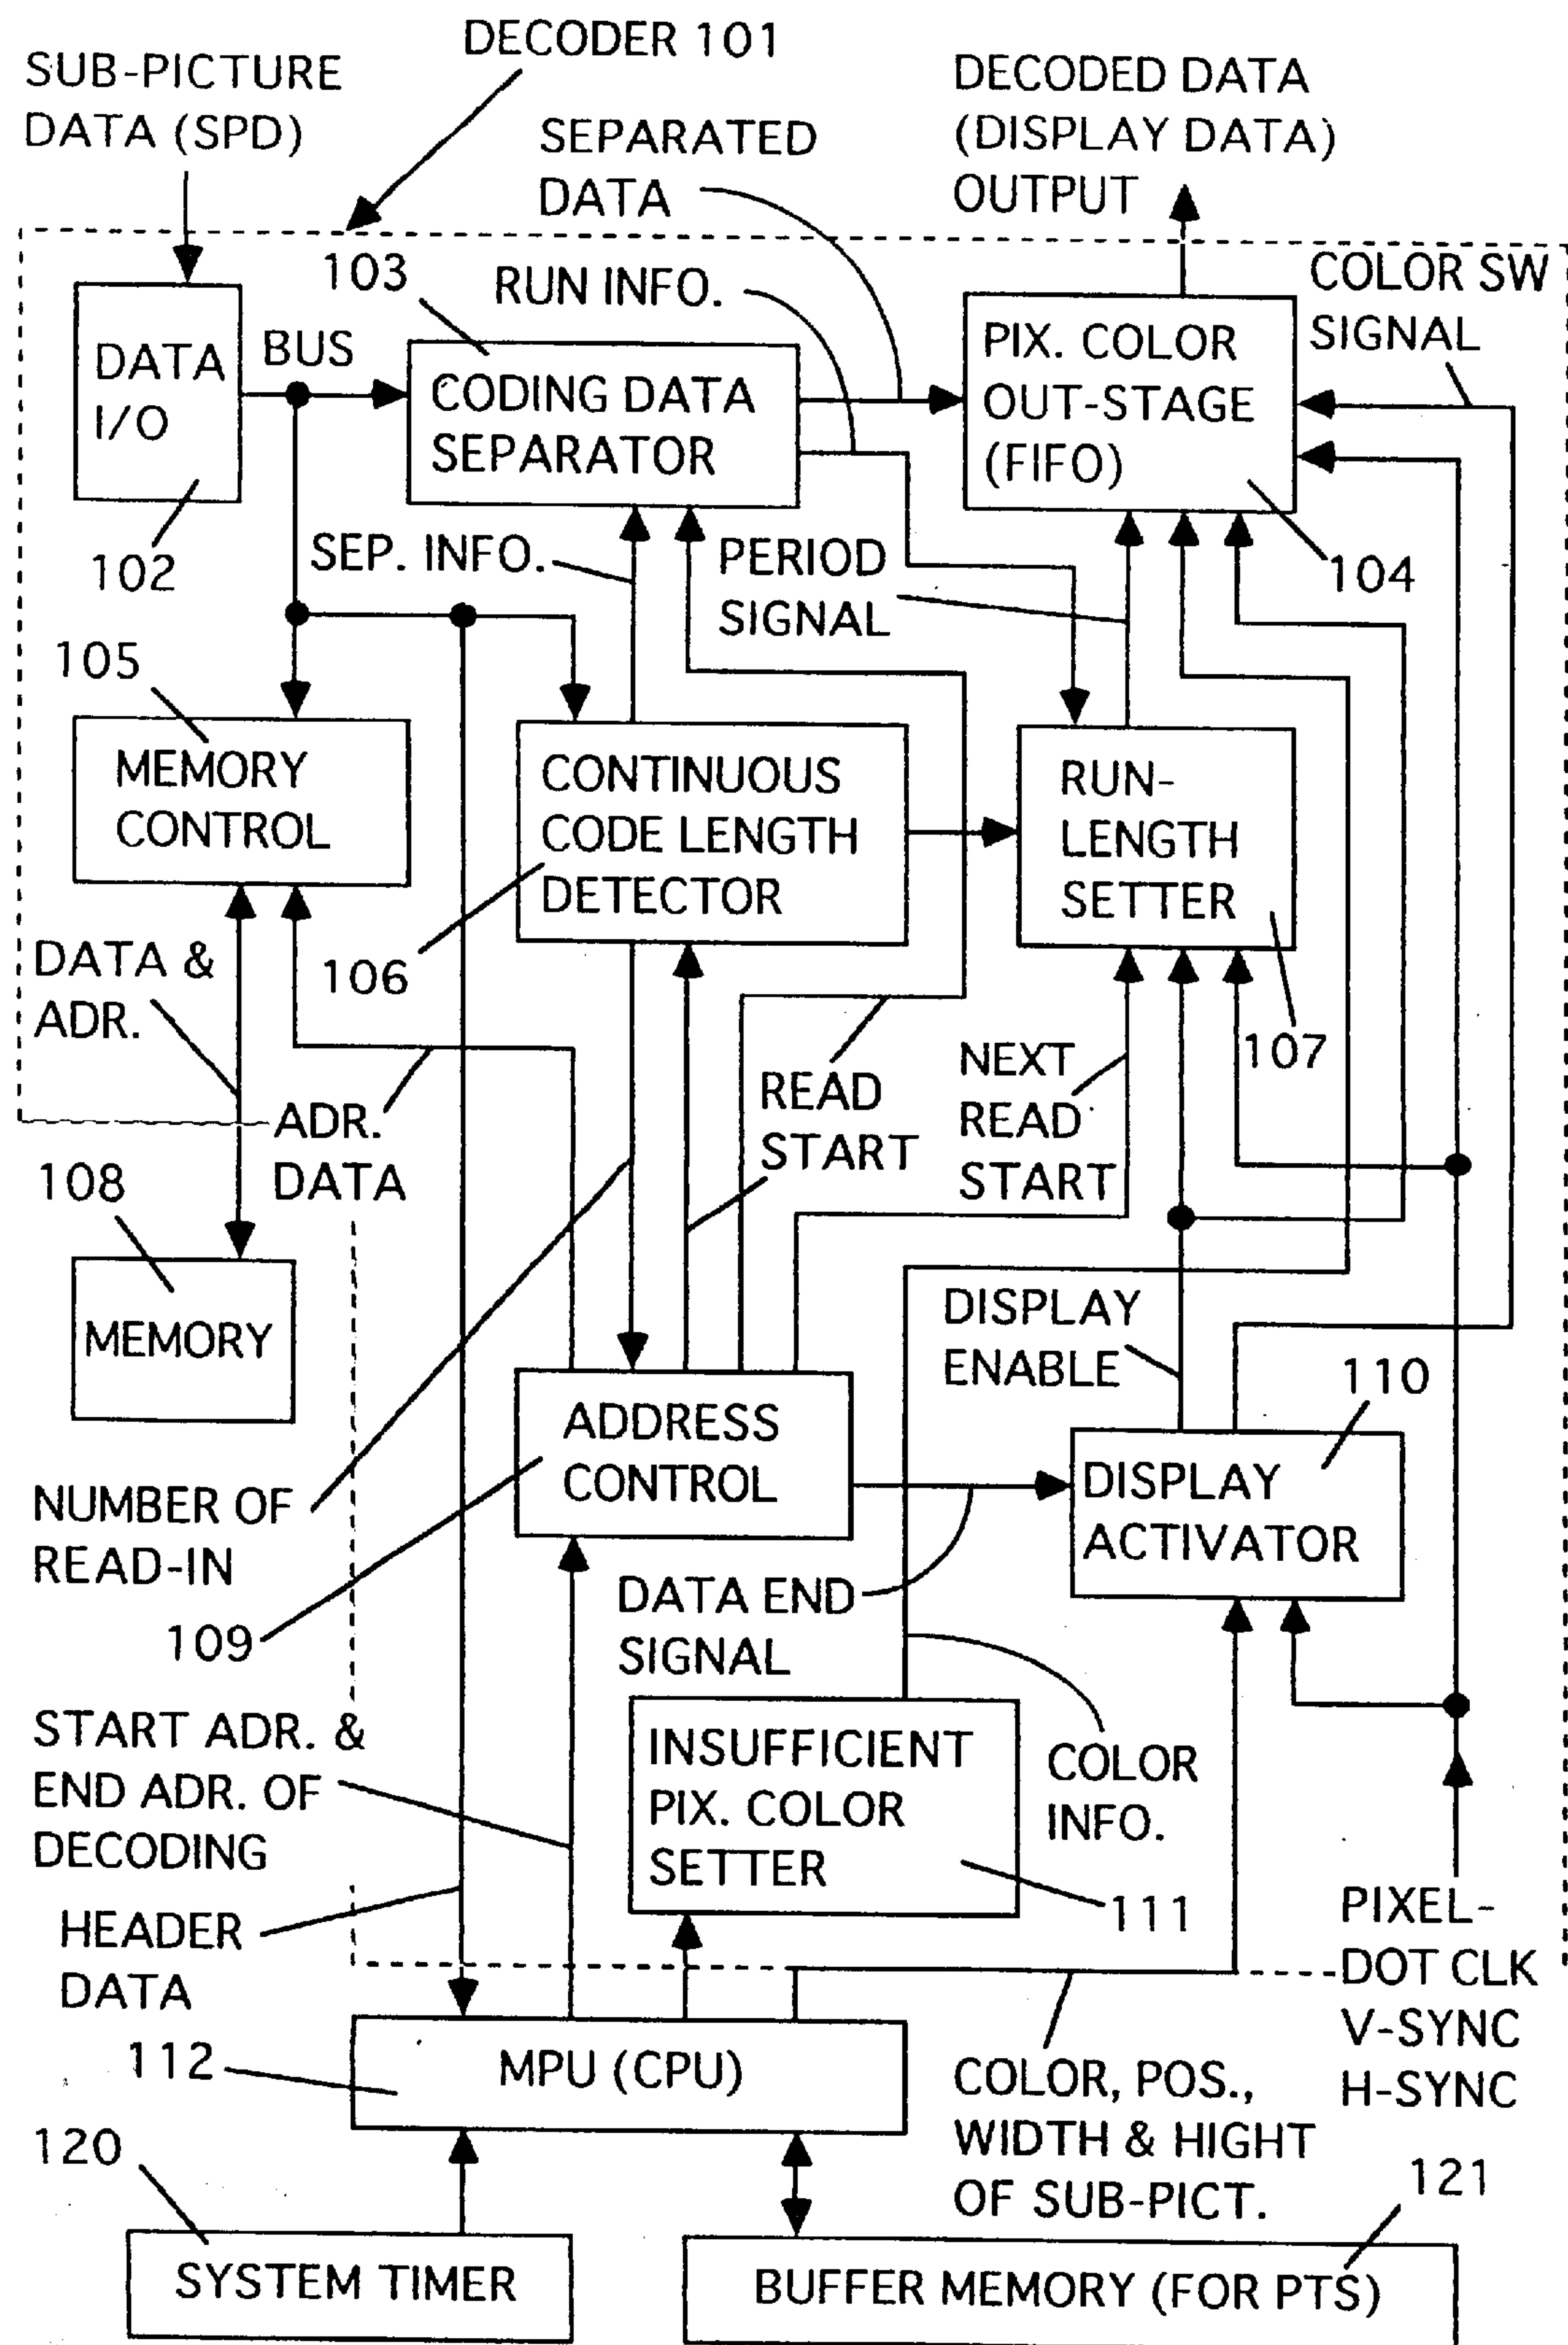 DECODER 101
SUB-PICTURE
DATA (SPD)
SEPARATED
DATA
DECODED DATA
(DISPLAY DATA)
OUTPUT
103
RUN INFO.
COLOR SW
SIGNAL
DATA
I/O
BUS
CODING DATA
SEPARATOR
PIX. COLOR
OUT-STAGE
(FIFO)
102
SEP. INFO.
PERIOD
SIGNAL
104
105
MEMORY
CONTROL
CONTINUOUS
CODE LENGTH
DETECTOR
RUN-
LENGTH
SETTER
DATA &
ADR.
106
107
ADR.
DATA
READ
START
NEXT
READ
START
108
MEMORY
DISPLAY
ENABLE
110
ADDRESS
CONTROL
DISPLAY
ACTIVATOR
NUMBER OF
READ-IN
109
DATA END
SIGNAL
START ADR. &
END ADR. OF
DECODING
INSUFFICIENT
PIX. COLOR
SETTER
COLOR
INFO.
111
HEADER
DATA
PIXEL-
DOT CLK
V-SYNC
H-SYNC
112
MPU (CPU)
COLOR, POS.,
WIDTH & HIGHT
OF SUB-PICT.
120
121
SYSTEM TIMER
BUFFER MEMORY (FOR PTS)